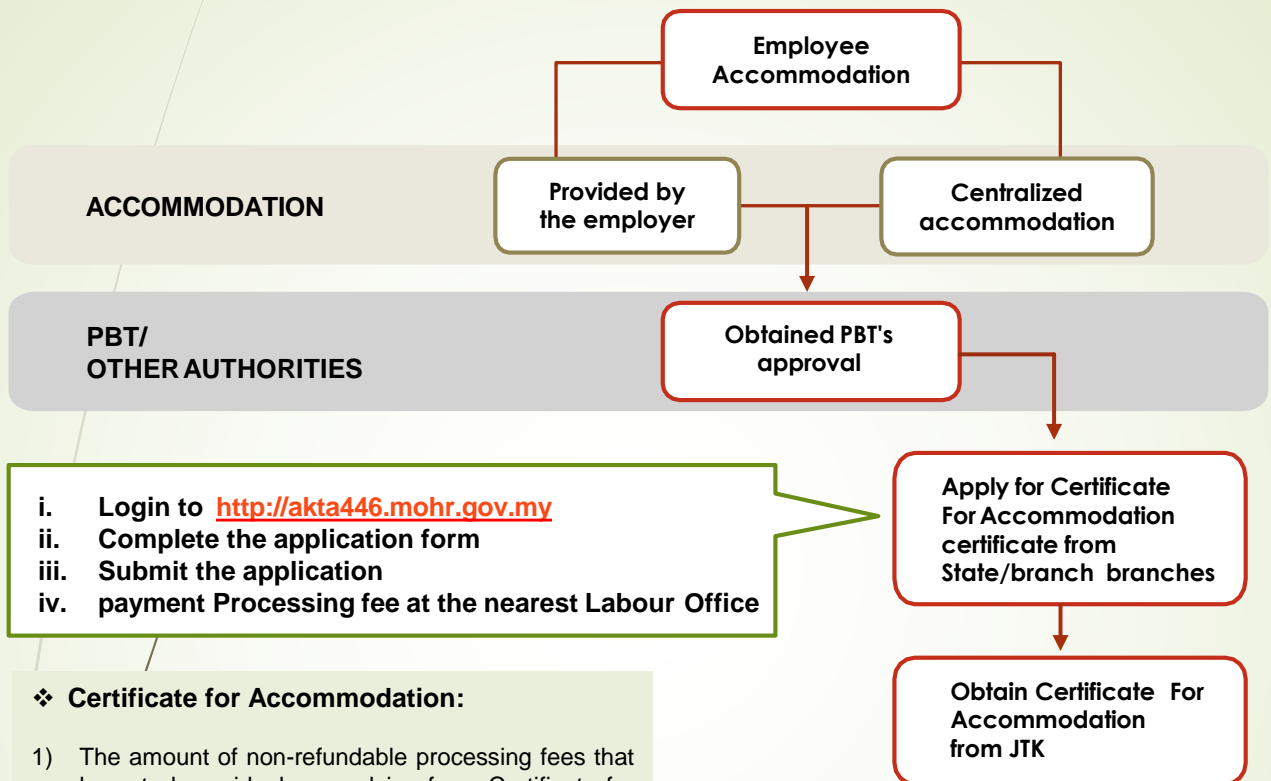 Employee
Accommodation
ACCOMMODATION
Provided by
the employer
Centralized
accommodation
PBT/
OTHER AUTHORITIES
Obtained PBT's
approval
i. Login to http://akta446.mohr.gov.my
ii. Complete the application form
iii. Submit the application
iv. payment Processing fee at the nearest Labour Office
Apply for Certificate
For Accommodation
certificate from
State/branch branches
Obtain Certificate For
Accommodation
from JTK
❖ Certificate for Accommodation:
1) The amount of non-refundable processing fees that